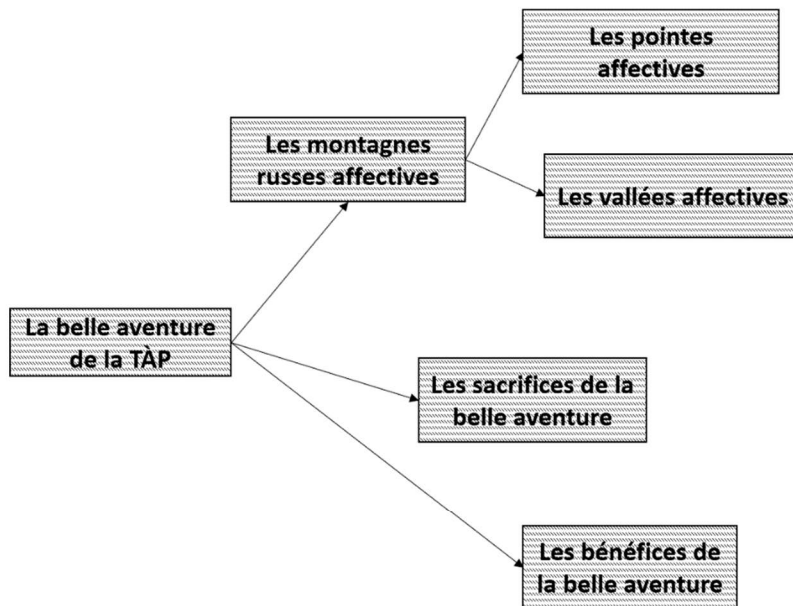 Les pointes
affectives
Les montagnes
russes affectives
Les vallées affectives
La belle aventure
de la TÀP
Les sacrifices de la
belle aventure
Les bénéfices de
la belle aventure